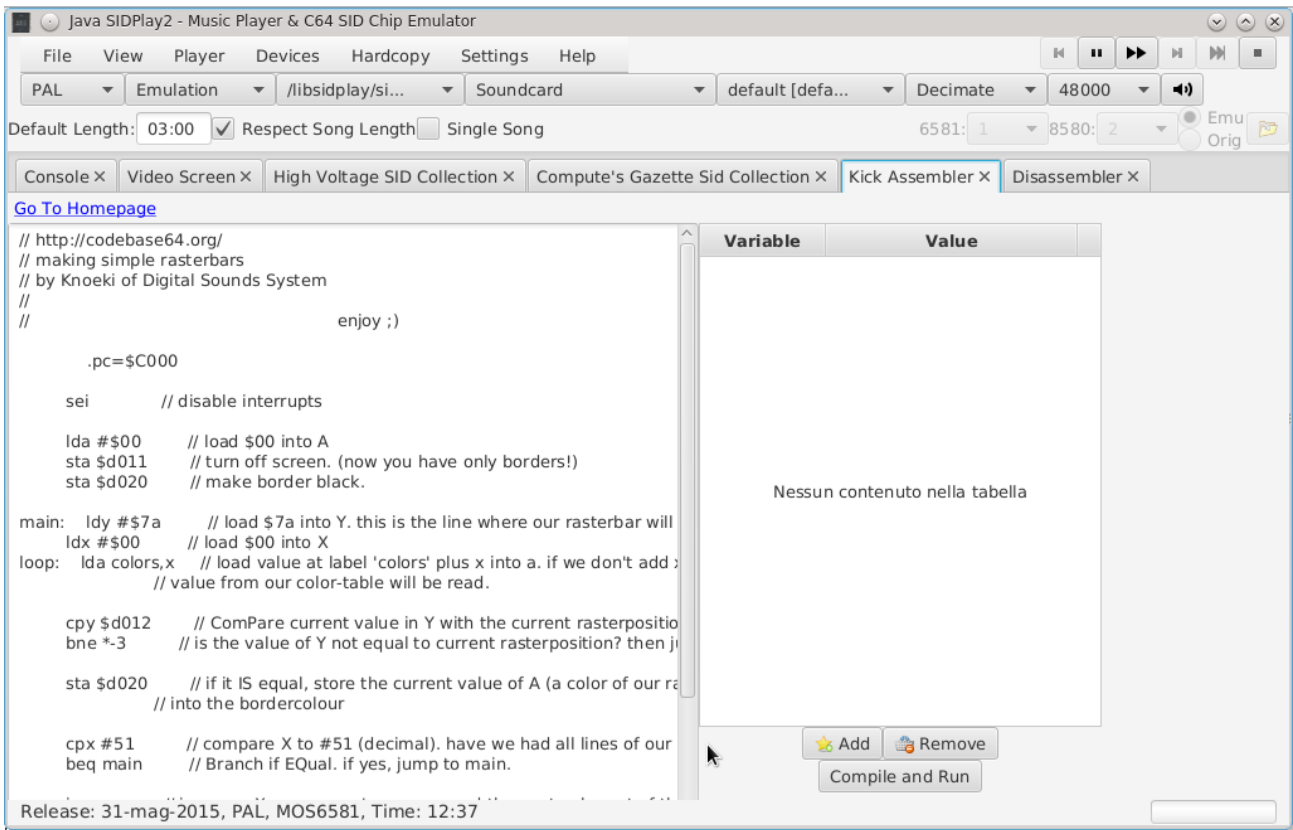 Java SIDPlay2 - Music Player & C64 SID Chip Emulator
File View Player Devices Hardcopy Settings Help
PAL Emulation /libsidplay/si... Soundcard default [defa... Decimate 48000
Default Length: 03:00 Respect Song Length Single Song 6581: 1 8580: 2 Emu
Orig
Console Video Screen High Voltage SID Collection Compute's Gazette Sid Collection Kick Assembler Disassembler
Go To Homepage
Variable Value
// http://codebase64.org/
// making simple rasterbars
// by Knoeki of Digital Sounds System
//
// enjoy ;)
.pc=$C000
sei // disable interrupts
lda #$00 // load $00 into A
sta $d011 // turn off screen. (now you have only borders!)
sta $d020 // make border black.
main: ldy #$7a // load $7a into Y. this is the line where our rasterbar will
ldx #$00 // load $00 into X
loop: lda colors,x // load value at label 'colors' plus x into a. if we don't add
// value from our color-table will be read.
cpy $d012 // ComPare current value in Y with the current
bne *-3 // is the value of Y not equal to current rasterposition? then
sta $d020 // if it IS equal, store the current value of A (a color of our
// into the bordercolour
cpx #51 // compare X to #51 (decimal). have we had all lines of our
beq main // Branch if EQual. if yes, jump to main.
Nessun contenuto nella tabella
Add Remove
Compile and Run
Release: 31-mag-2015, PAL, MOS6581, Time: 12:37